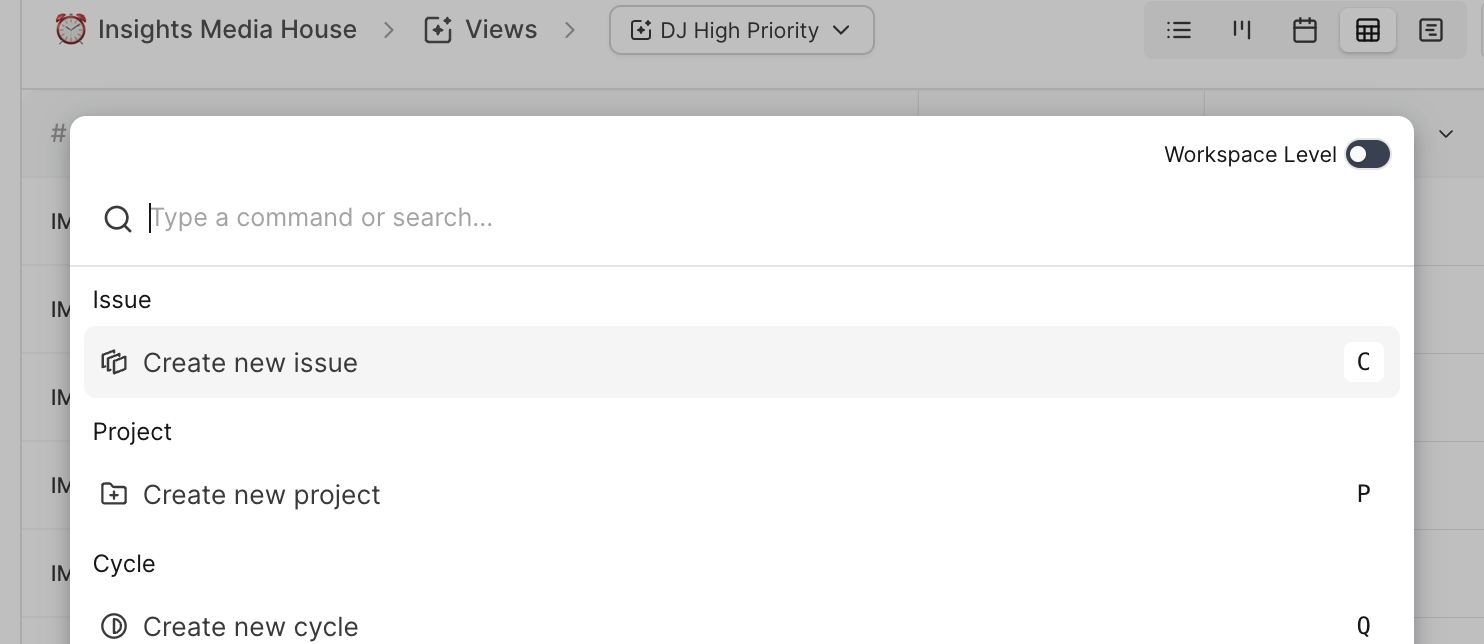 Insights Media House > Views > DJ High Priority
#
Workspace Level
Type a command or search...
Issue
Create new issue C
Project
Create new project P
Cycle
Create new cycle Q
IM
IM
IM
IM
IM